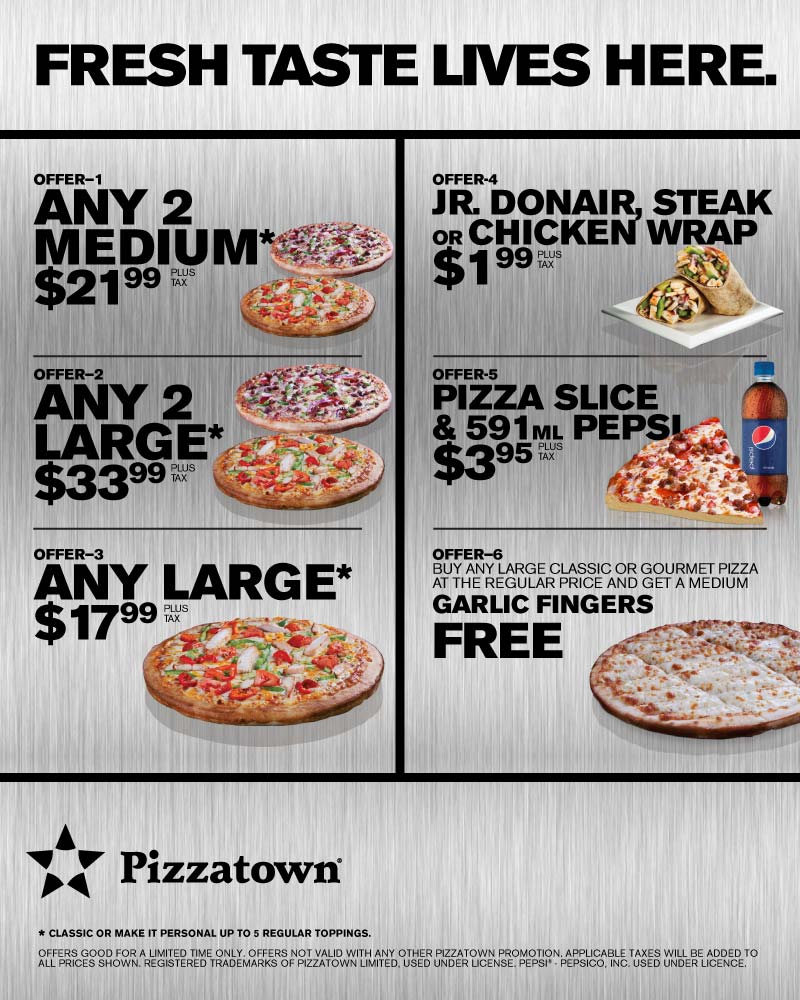 FRESH TASTE LIVES HERE.
OFFER–1
ANY 2
MEDIUM*
$21.99 PLUS TAX
OFFER–2
ANY 2
LARGE*
$33.99 PLUS TAX
OFFER–3
ANY LARGE*
$17.99 PLUS TAX
OFFER-4
JR. DONAIR, STEAK
OR CHICKEN WRAP
$1.99 PLUS TAX
OFFER-5
PIZZA SLICE
& 591ML PEPSI
$3.95 PLUS TAX
pepsi
OFFER–6
BUY ANY LARGE CLASSIC OR GOURMET PIZZA
AT THE REGULAR PRICE AND GET A MEDIUM
GARLIC FINGERS
FREE
Pizzatown®
* CLASSIC OR MAKE IT PERSONAL UP TO 5 REGULAR TOPPINGS.
OFFERS GOOD FOR A LIMITED TIME ONLY. OFFERS NOT VALID WITH ANY OTHER PIZZATOWN PROMOTION. APPLICABLE TAXES WILL BE ADDED TO
ALL PRICES SHOWN. REGISTERED TRADEMARKS OF PIZZATOWN LIMITED, USED UNDER LICENSE. PEPSI® - PEPSICO, INC. USED UNDER LICENCE.